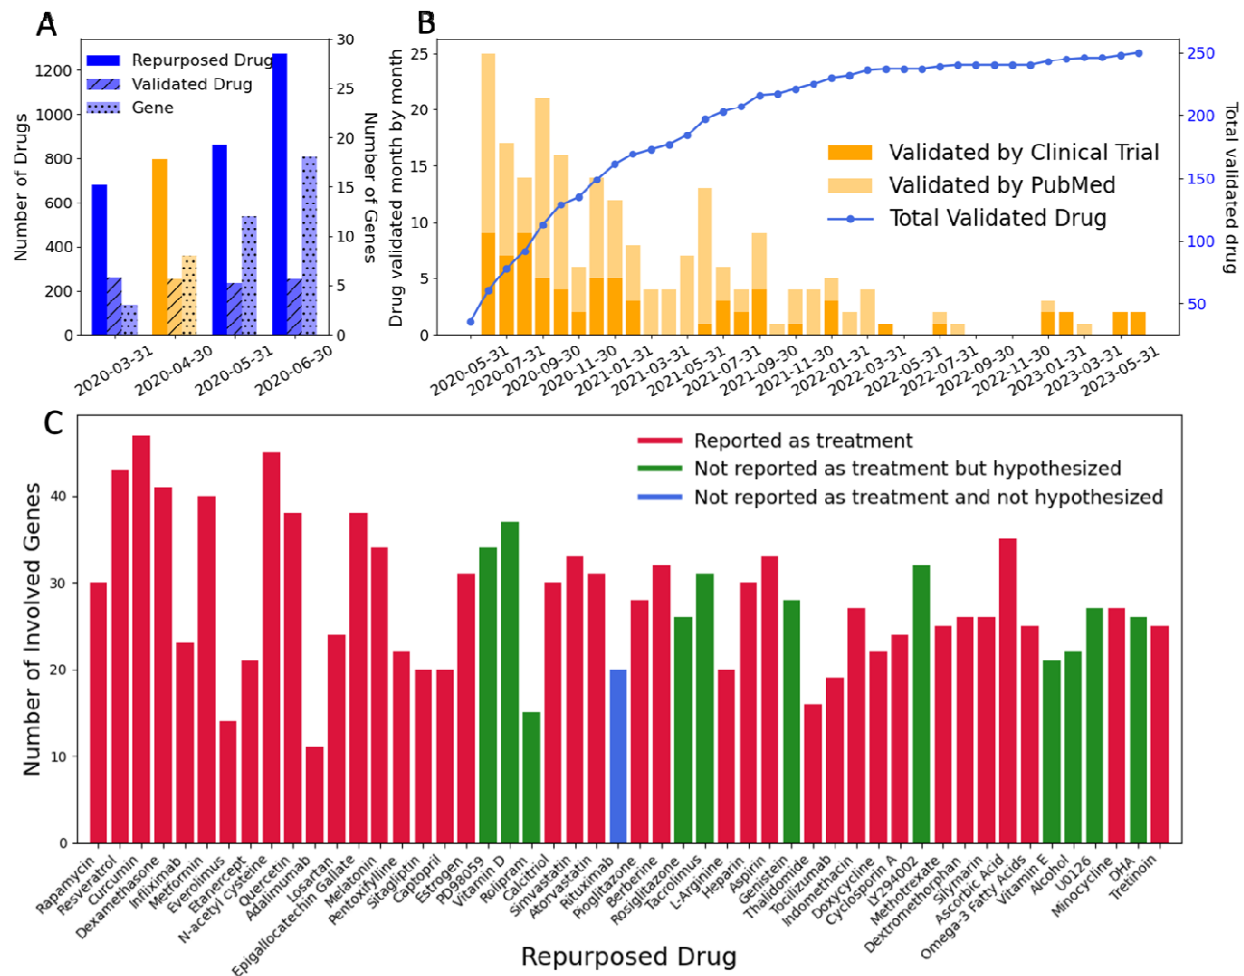 A
Number of Drugs
1200
1000
800
600
400
200
0
Repurposed Drug
Validated Drug
Gene
30
25
20
15
10
5
0
Number of Genes
2020-03-31
2020-04-30
2020-05-31
2020-06-30
B
Drug validated month by month
25
20
15
10
5
0
Validated by Clinical Trial
Validated by PubMed
Total Validated Drug
250
200
150
100
50
Total validated drug
2020-05-31
2020-07-31
2020-09-30
2020-11-30
2021-01-31
2021-03-31
2021-05-31
2021-07-31
2021-09-30
2021-11-30
2022-01-31
2022-03-31
2022-05-31
2022-07-31
2022-09-30
2022-11-30
2023-01-31
2023-03-31
2023-05-31
C
Number of Involved Genes
40
30
20
10
0
Reported as treatment
Not reported as treatment but hypothesized
Not reported as treatment and not hypothesized
Rapamycin
Resveratrol
Curcumin
Dexamethasone
Infliximab
Metformin
Everolimus
Etanercept
N-acetyl cysteine
Quercetin
Adalimumab
Losartan
Epigallocatechin Gallate
Melatonin
Pentoxifylline
Sitagliptin
Captopril
Estrogen
PD98059
Vitamin D
Rolipram
Calcitriol
Simvastatin
Atorvastatin
Rituximab
Pioglitazone
Berberine
Rosiglitazone
Tacrolimus
L-Arginine
Heparin
Aspirin
Genistein
Thalidomide
Tocilizumab
Indomethacin
Doxycycline
Cyclosporin A
LY294002
Methotrexate
Dextromethorphan
Silymarin
Ascorbic Acid
Omega-3 Fatty Acids
Vitamin E
Alcohol
U0126
Minocycline
DHA
Tretinoin
Repurposed Drug